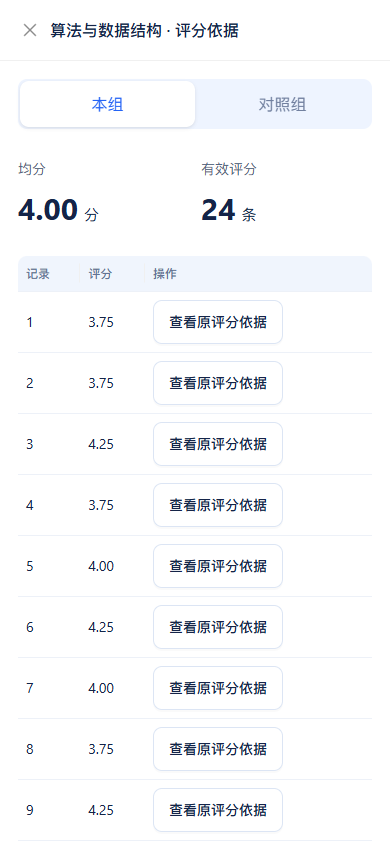 算法与数据结构 · 评分依据
本组 对照组
均分 有效评分
4.00 分 24 条
记录 评分 操作
1 3.75 查看原评分依据
2 3.75 查看原评分依据
3 4.25 查看原评分依据
4 3.75 查看原评分依据
5 4.00 查看原评分依据
6 4.25 查看原评分依据
7 4.00 查看原评分依据
8 3.75 查看原评分依据
9 4.25 查看原评分依据